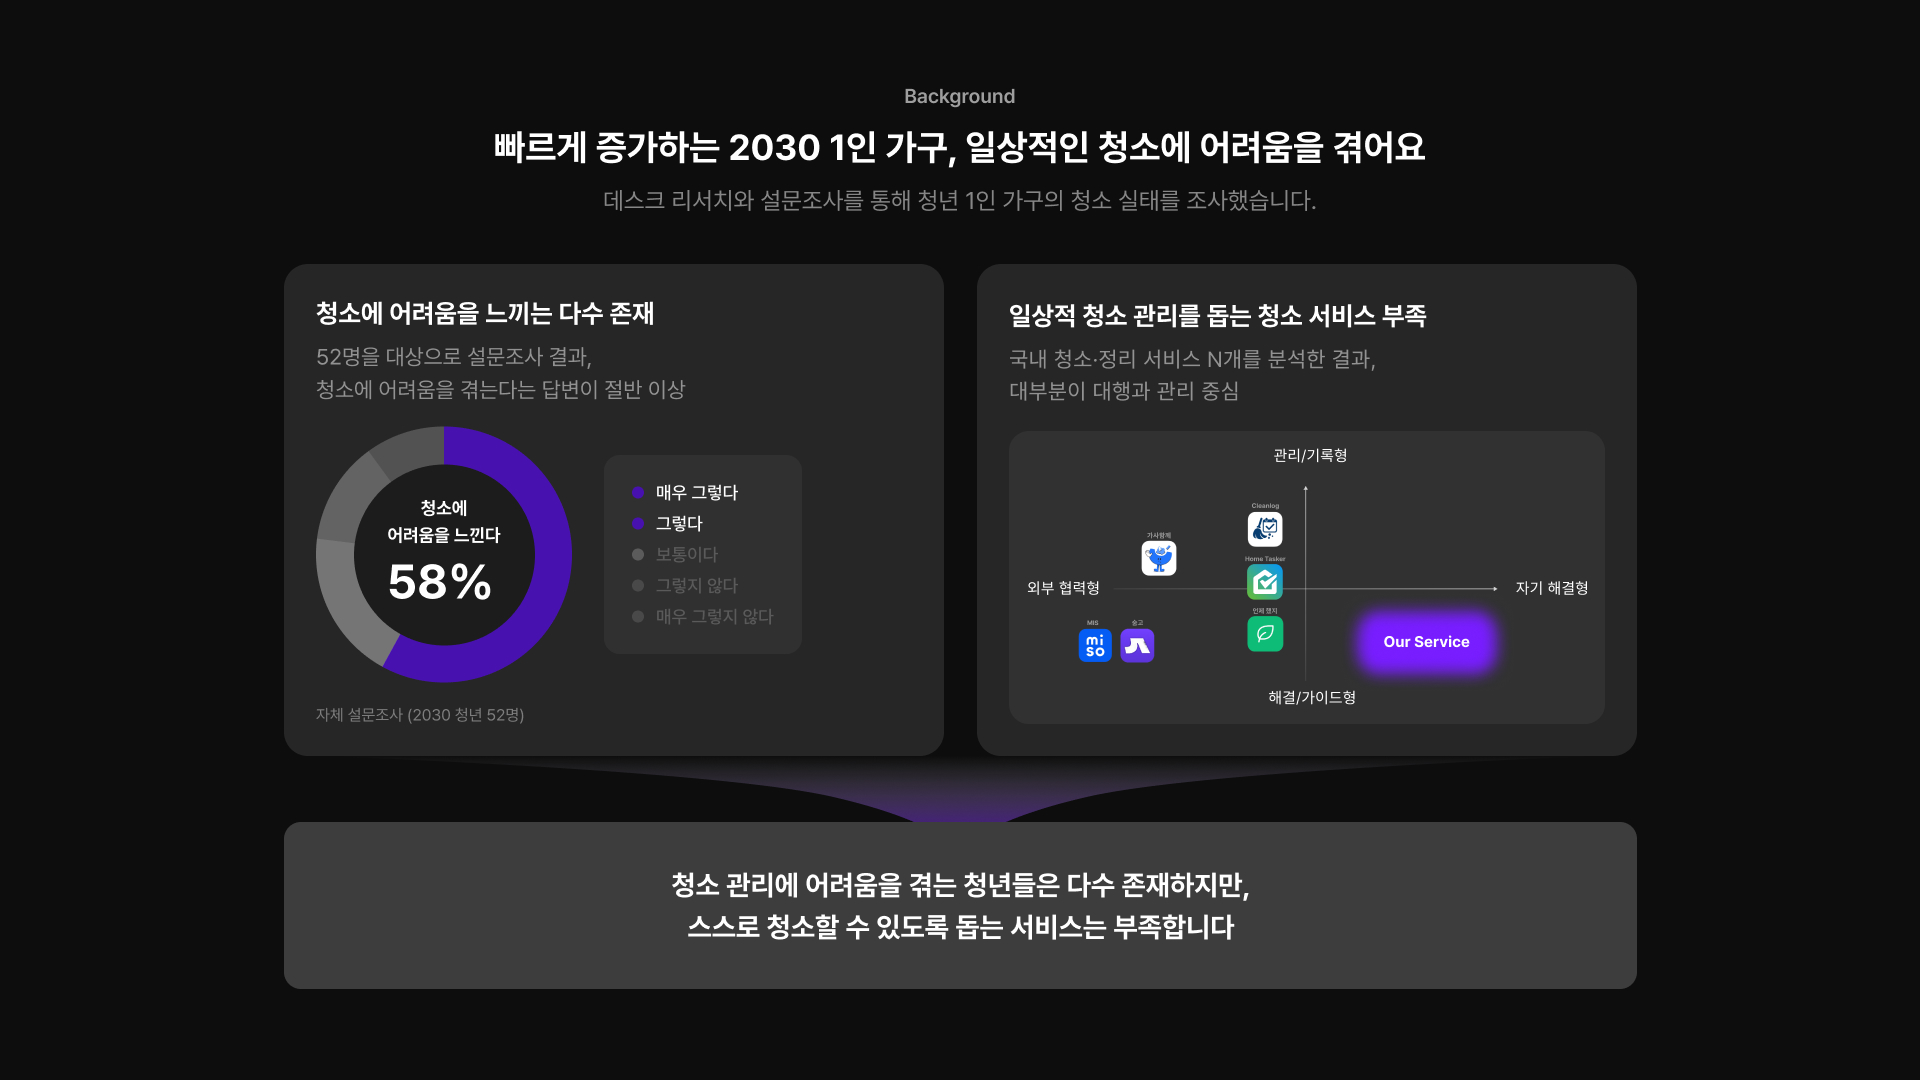 Background
빠르게 증가하는 2030 1인 가구, 일상적인 청소에 어려움을 겪어요
데스크 리서치와 설문조사를 통해 청년 1인 가구의 청소 실태를 조사했습니다.
청소에 어려움을 느끼는 다수 존재
52명을 대상으로 설문조사 결과,
청소에 어려움을 겪는다는 답변이 절반 이상
청소에
어려움을 느낀다
58%
매우 그렇다
그렇다
보통이다
그렇지 않다
매우 그렇지 않다
자체 설문조사 (2030 청년 52명)
일상적 청소 관리를 돕는 청소 서비스 부족
국내 청소·정리 서비스 N개를 분석한 결과,
대부분이 대행과 관리 중심
관리/기록형
Cleanlog
가사함께
Home Tasker
외부 협력형
자기 해결형
언제 했지
MIS
miso
숨고
Our Service
해결/가이드형
청소 관리에 어려움을 겪는 청년들은 다수 존재하지만,
스스로 청소할 수 있도록 돕는 서비스는 부족합니다